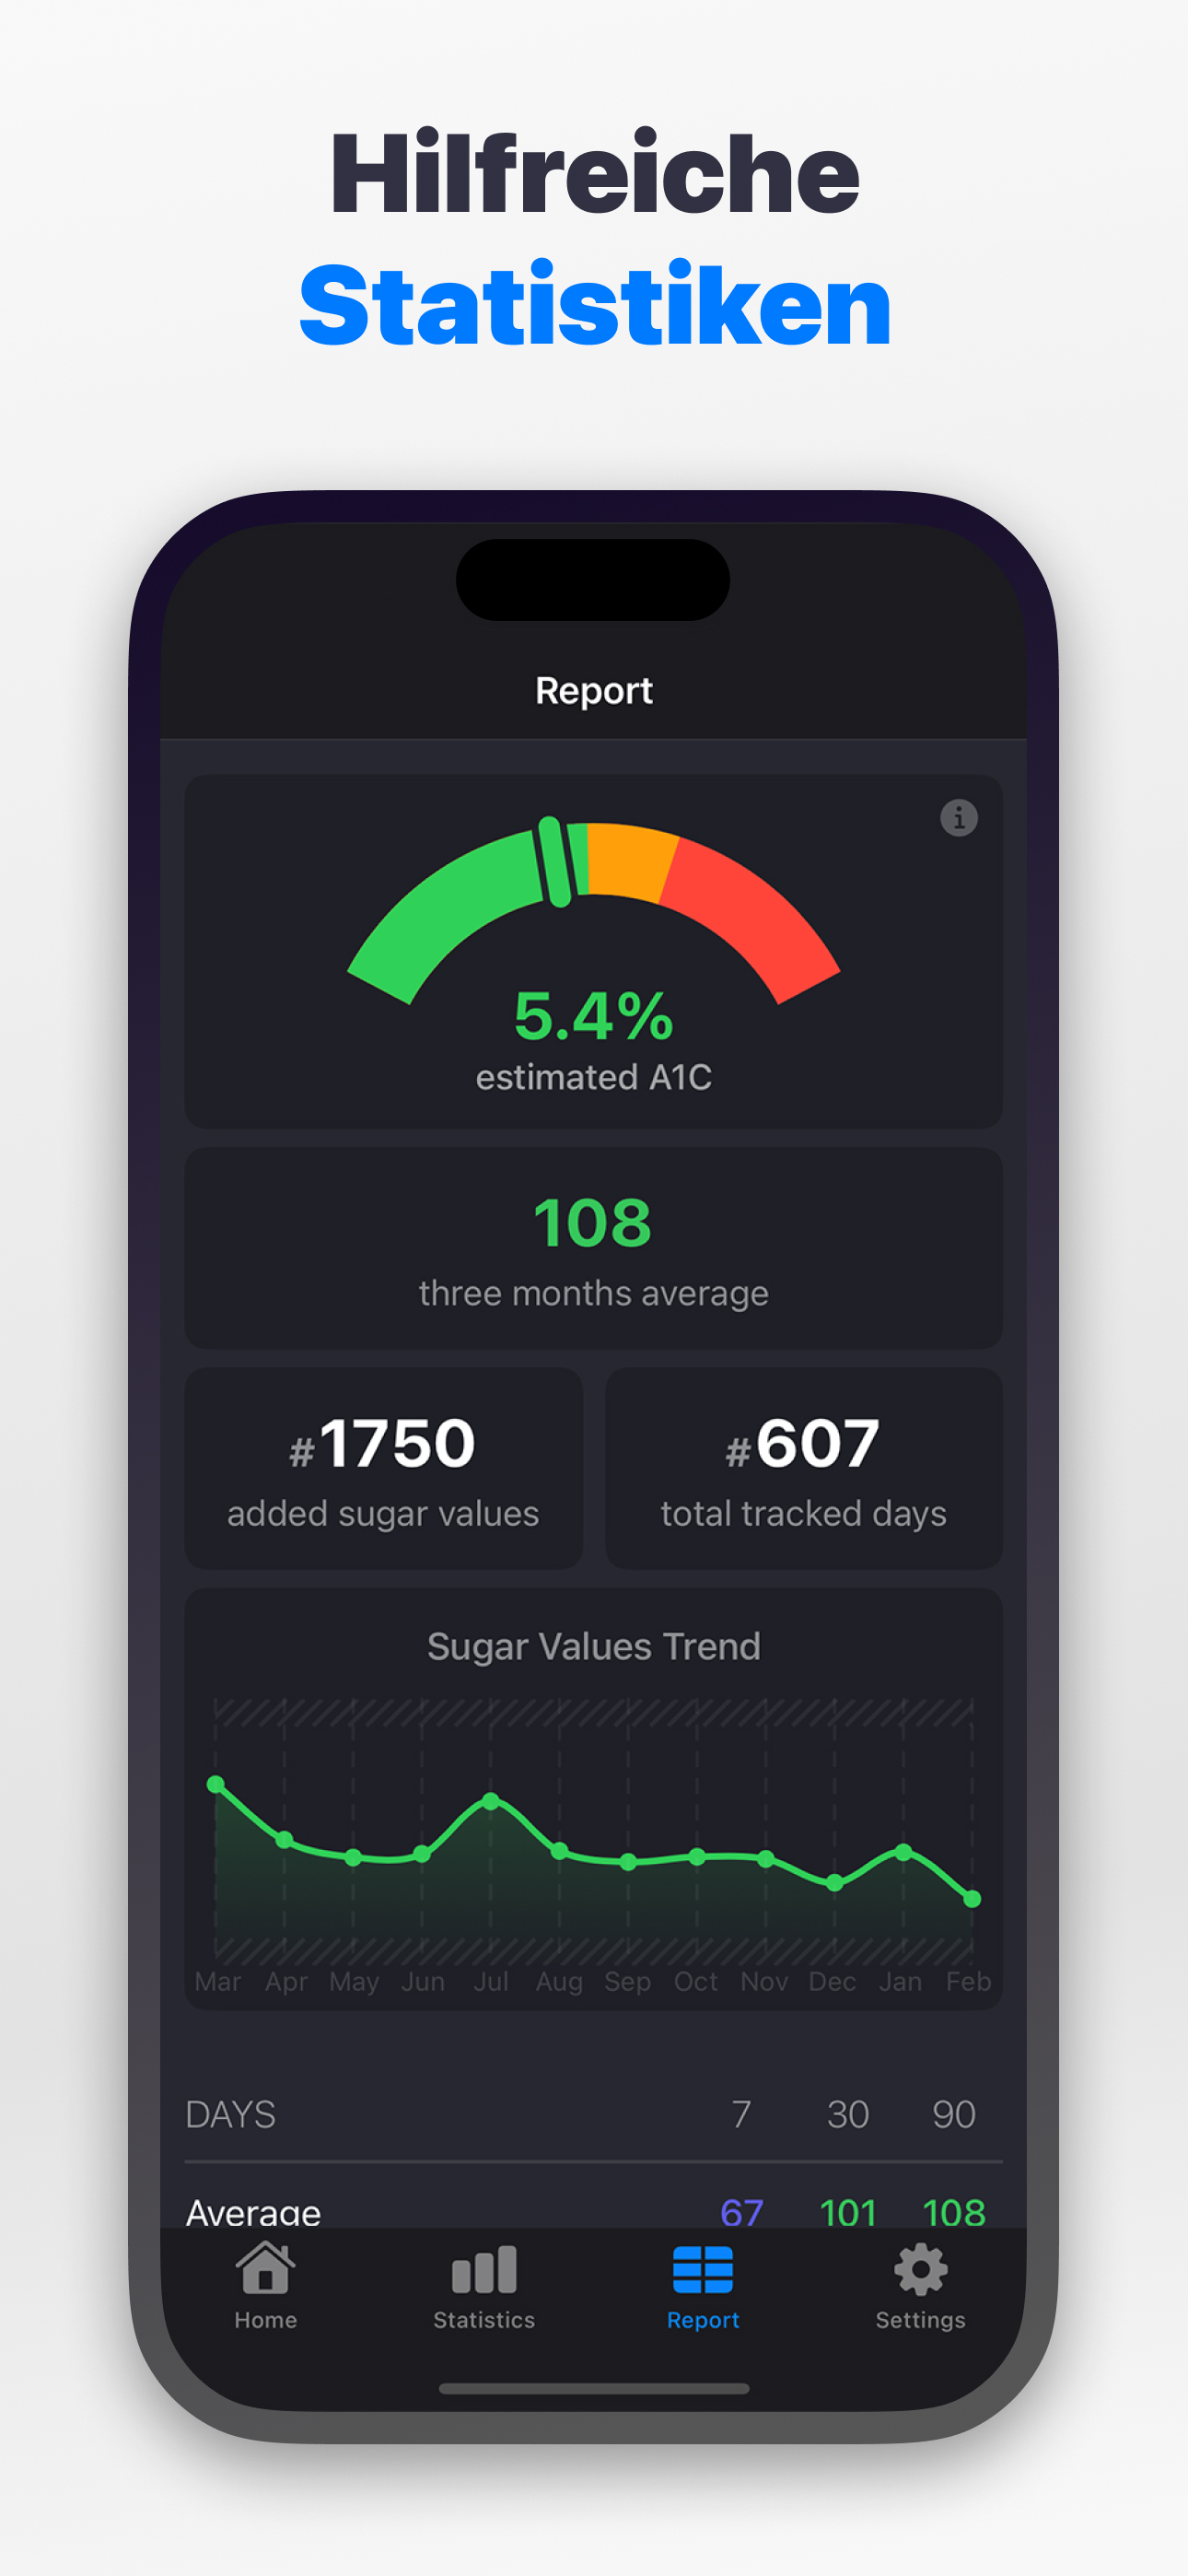 Hilfreiche
Statistiken
Report
5.4%
estimated A1C
108
three months average
#1750
added sugar values
#607
total tracked days
Sugar Values Trend
Mar Apr May Jun Jul Aug Sep Oct Nov Dec Jan Feb
DAYS 7 30 90
Average 67 101 108
Home Statistics Report Settings